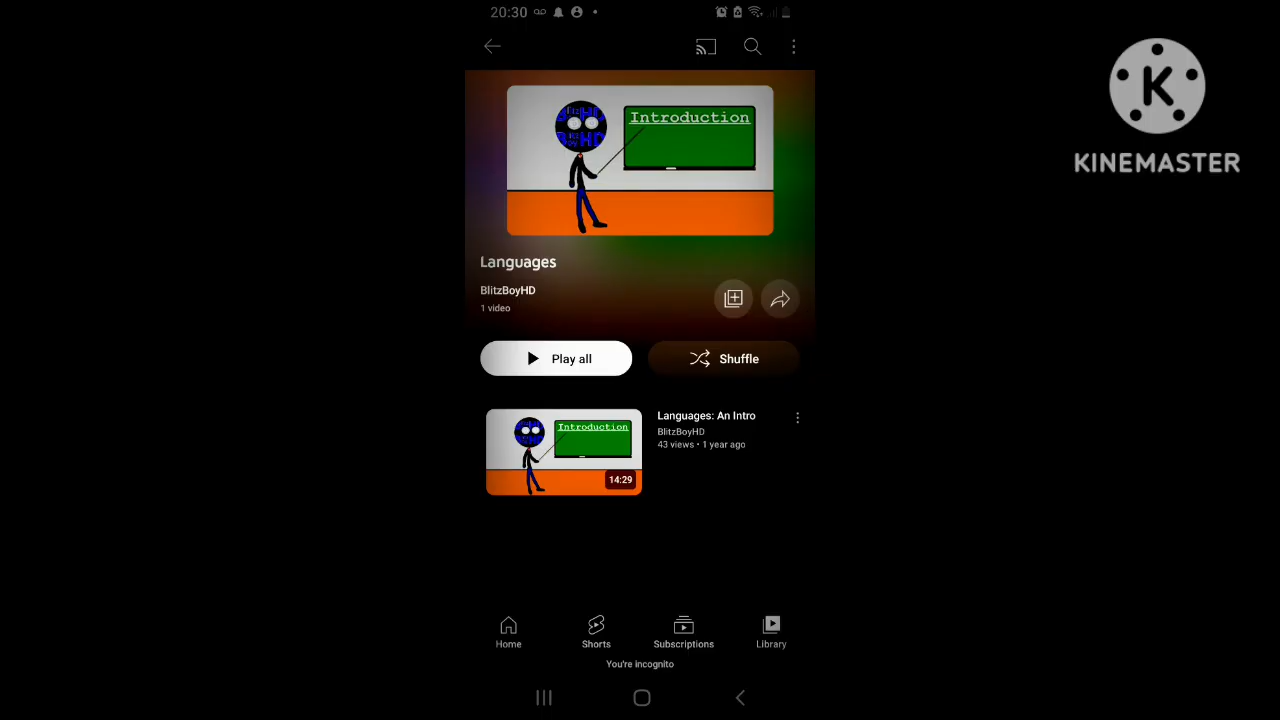 20:30
K
KINEMASTER
Introduction
Languages
BlitzBoyHD
1 video
Play all
Shuffle
Introduction
14:29
Languages: An Intro
BlitzBoyHD
43 views • 1 year ago
Home
Shorts
Subscriptions
Library
You're incognito